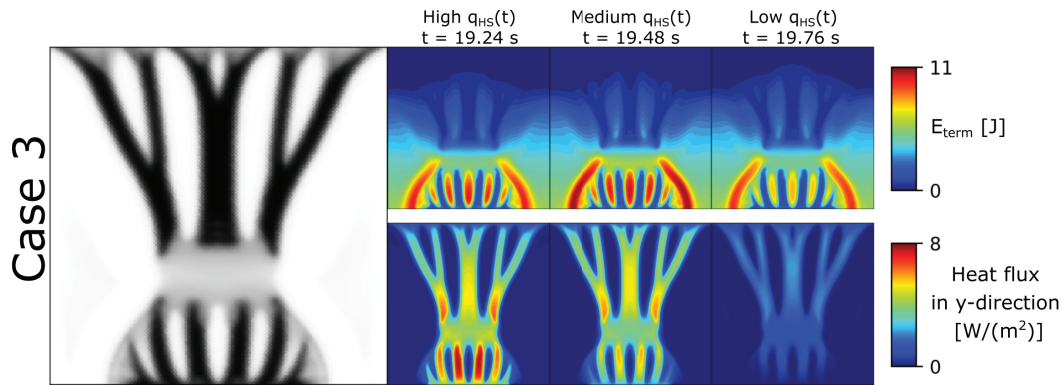 Case 3
High q_HS(t)
t = 19.24 s
Medium q_HS(t)
t = 19.48 s
Low q_HS(t)
t = 19.76 s
11
E_term [J]
0
8
Heat flux
in y-direction
[W/(m²)]
0